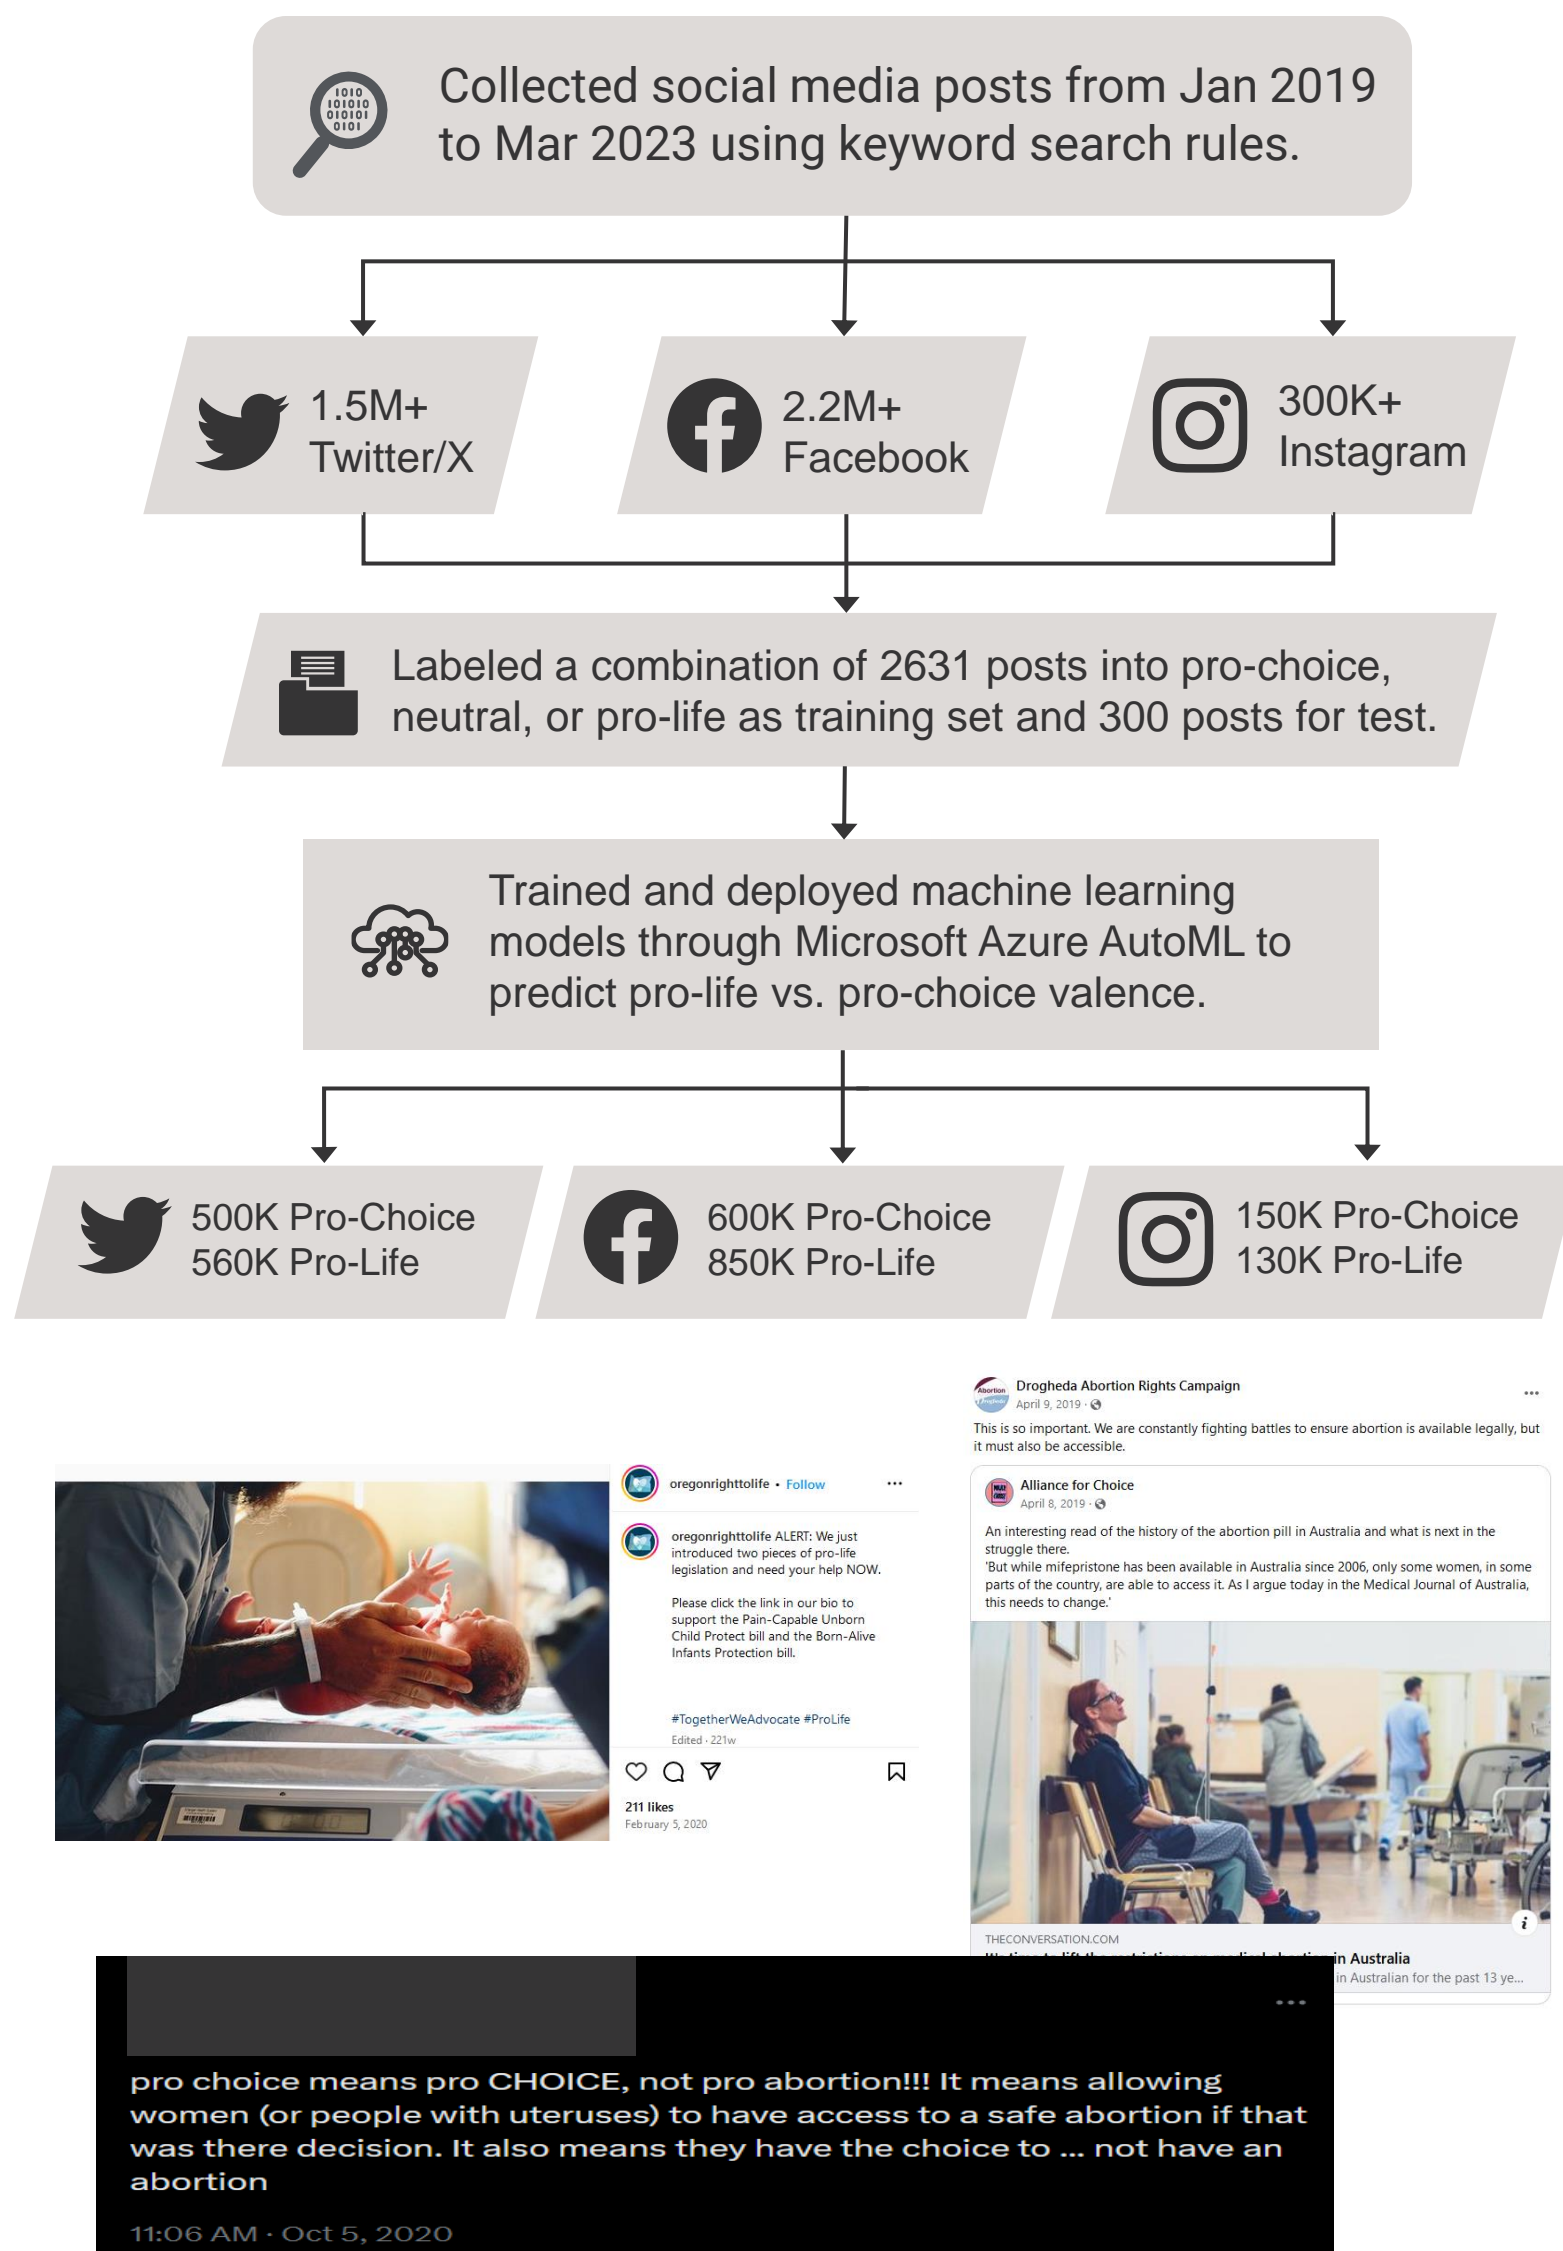 Collected social media posts from Jan 2019
to Mar 2023 using keyword search rules.
1010
101010
010101
0101
1.5M+
Twitter/X
2.2M+
Facebook
300K+
Instagram
Labeled a combination of 2631 posts into pro-choice,
neutral, or pro-life as training set and 300 posts for test.
Trained and deployed machine learning
models through Microsoft Azure AutoML to
predict pro-life vs. pro-choice valence.
500K Pro-Choice
560K Pro-Life
600K Pro-Choice
850K Pro-Life
150K Pro-Choice
130K Pro-Life
oregonrighttolife • Follow
oregonrighttolife ALERT: We just
introduced two pieces of pro-life
legislation and need your help NOW.
Please click the link in our bio to
support the Pain-Capable Unborn
Child Protect bill and the Born-Alive
Infants Protection bill.
#TogetherWeAdvocate #ProLife
Edited · 221w
211 likes
February 5, 2020
Abortion
Drogheda Abortion Rights Campaign
April 9, 2019 ·
This is so important. We are constantly fighting battles to ensure abortion is available legally, but
it must also be accessible.
Alliance for Choice
April 8, 2019 ·
An interesting read of the history of the abortion pill in Australia and what is next in the
struggle there.
'But while mifepristone has been available in Australia since 2006, only some women, in some
parts of the country, are able to access it. As I argue today in the Medical Journal of Australia,
this needs to change.'
THECONVERSATION.COM
in Australia
in Australian for the past 13 ye...
pro choice means pro CHOICE, not pro abortion!!! It means allowing
women (or people with uteruses) to have access to a safe abortion if that
was there decision. It also means they have the choice to ... not have an
abortion
11:06 AM · Oct 5, 2020